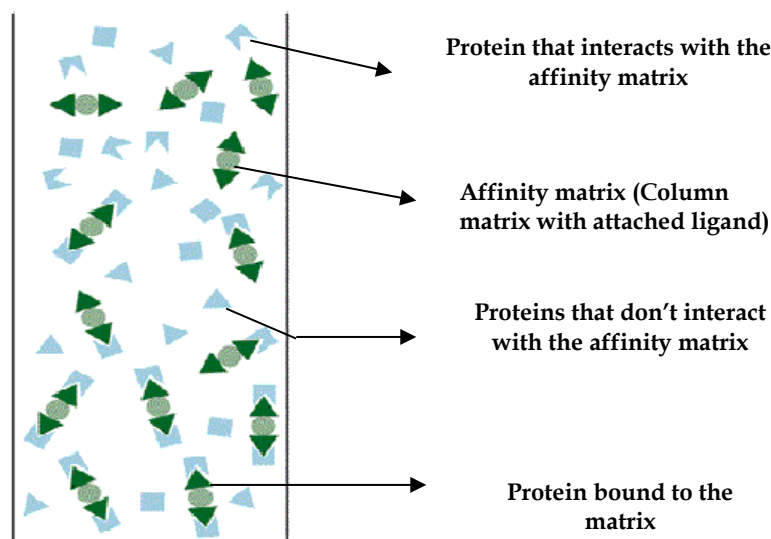 Protein that interacts with the
affinity matrix
Affinity matrix (Column
matrix with attached ligand)
Proteins that don’t interact
with the affinity matrix
Protein bound to the
matrix